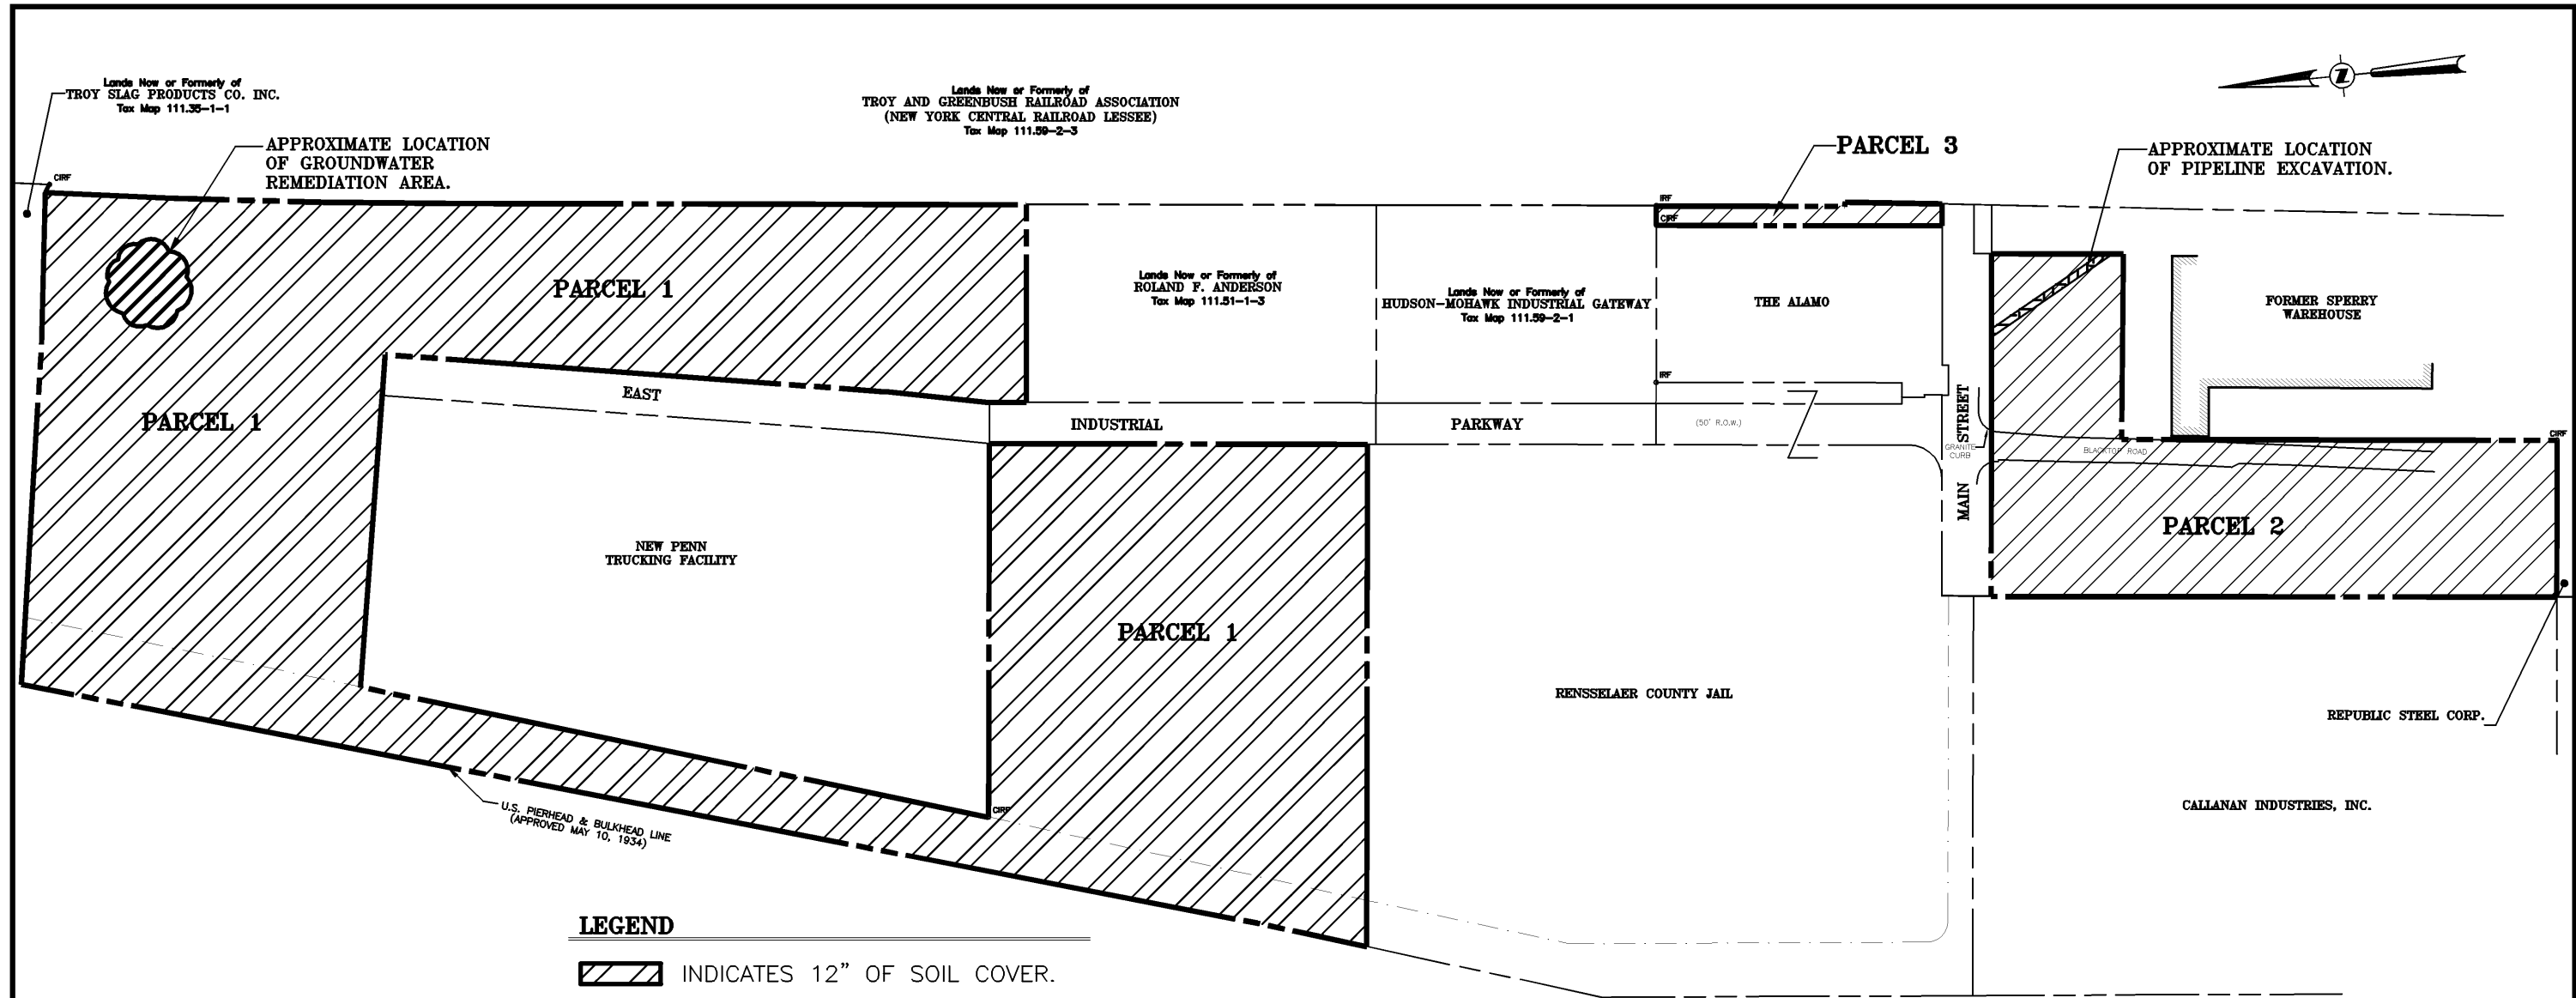 Lands Now or Formerly of
TROY SLAG PRODUCTS CO. INC.
Tax Map 111.35-1-1
Lands Now or Formerly of
TROY AND GREENBUSH RAILROAD ASSOCIATION
(NEW YORK CENTRAL RAILROAD LESSEE)
Tax Map 111.59-2-3
Z
APPROXIMATE LOCATION
OF GROUNDWATER
REMEDIATION AREA.
PARCEL 3
APPROXIMATE LOCATION
OF PIPELINE EXCAVATION.
CIRF
IRF
CIRF
PARCEL 1
Lands Now or Formerly of
ROLAND F. ANDERSON
Tax Map 111.51-1-3
Lands Now or Formerly of
HUDSON-MOHAWK INDUSTRIAL GATEWAY
Tax Map 111.59-2-1
THE ALAMO
FORMER SPERRY
WAREHOUSE
IRF
EAST
INDUSTRIAL
PARKWAY
(50' R.O.W.)
MAIN STREET
GRANITE
CURB
BLACKTOP ROAD
CIRF
PARCEL 1
NEW PENN
TRUCKING FACILITY
PARCEL 2
PARCEL 1
RENSSELAER COUNTY JAIL
REPUBLIC STEEL CORP.
CIRF
U.S. PIERHEAD & BULKHEAD LINE
(APPROVED MAY 10, 1934)
CALLANAN INDUSTRIES, INC.
LEGEND
INDICATES 12" OF SOIL COVER.